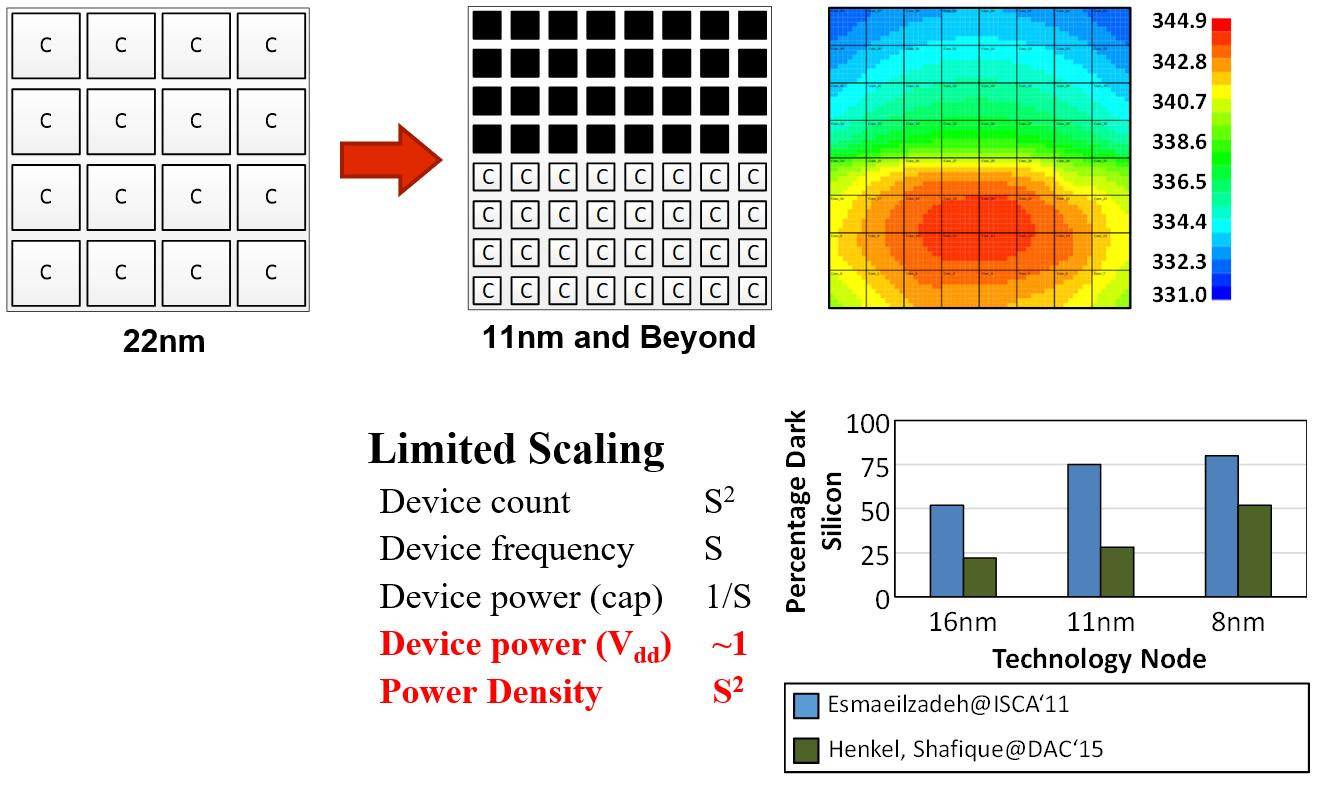 C C C C
C C C C
C C C C
C C C C
22nm
C C C C C C C C
C C C C C C C C
C C C C C C C C
C C C C C C C C
11nm and Beyond
344.9
342.8
340.7
338.6
336.5
334.4
332.3
331.0
Limited Scaling
Device count S²
Device frequency S
Device power (cap) 1/S
Device power (Vdd) ~1
Power Density S²
Percentage Dark
Silicon
100
75
50
25
0
16nm 11nm 8nm
Technology Node
Esmaeilzadeh@ISCA‘11
Henkel, Shafique@DAC‘15